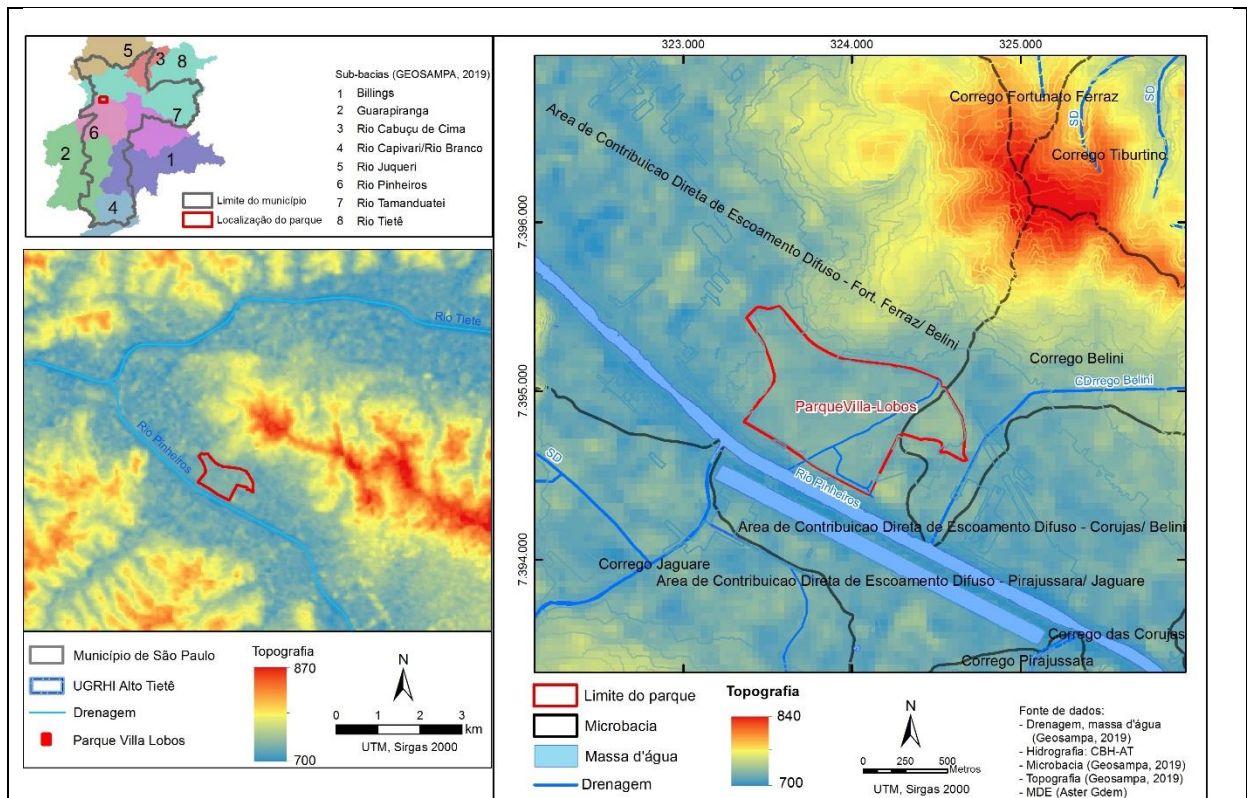 5
3
8
7
6
2
1
4
Sub-bacias (GEOSAMPA, 2019)
1 Billings
2 Guarapiranga
3 Rio Cabuçu de Cima
4 Rio Capivari/Rio Branco
5 Rio Juqueri
6 Rio Pinheiros
7 Rio Tamanduatei
8 Rio Tietê
Limite do município
Localização do parque
Rio Tietê
Rio Pinheiros
Município de São Paulo
UGRHI Alto Tietê
Drenagem
Parque Villa Lobos
Topografia
870
700
N
0 1 2 3
km
UTM, Sirgas 2000
323.000 324.000 325.000
7.396.000
7.395.000
7.394.000
Corrego Fortunato Ferraz
SD
SD
Corrego Tiburtino
Area de Contribuicao Direta de Escoamento Difuso - Fort. Ferraz/ Belini
Corrego Belini
CDrrego Belini
ParqueVilla-Lobos
SD
Rio Pinheiros
Area de Contribuicao Direta de Escoamento Difuso - Corujas/ Belini
Corrego Jaguare
Area de Contribuicao Direta de Escoamento Difuso - Pirajussara/ Jaguare
Corrego das Corujas
Corrego Pirajussara
Limite do parque
Microbacia
Massa d'água
Drenagem
Topografia
840
700
N
0 250 500
Metros
UTM, Sirgas 2000
Fonte de dados:
- Drenagem, massa d'água
(Geosampa, 2019)
- Hidrografia: CBH-AT
- Microbacia (Geosampa, 2019)
- Topografia (Geosampa, 2019)
- MDE (Aster Gdem)